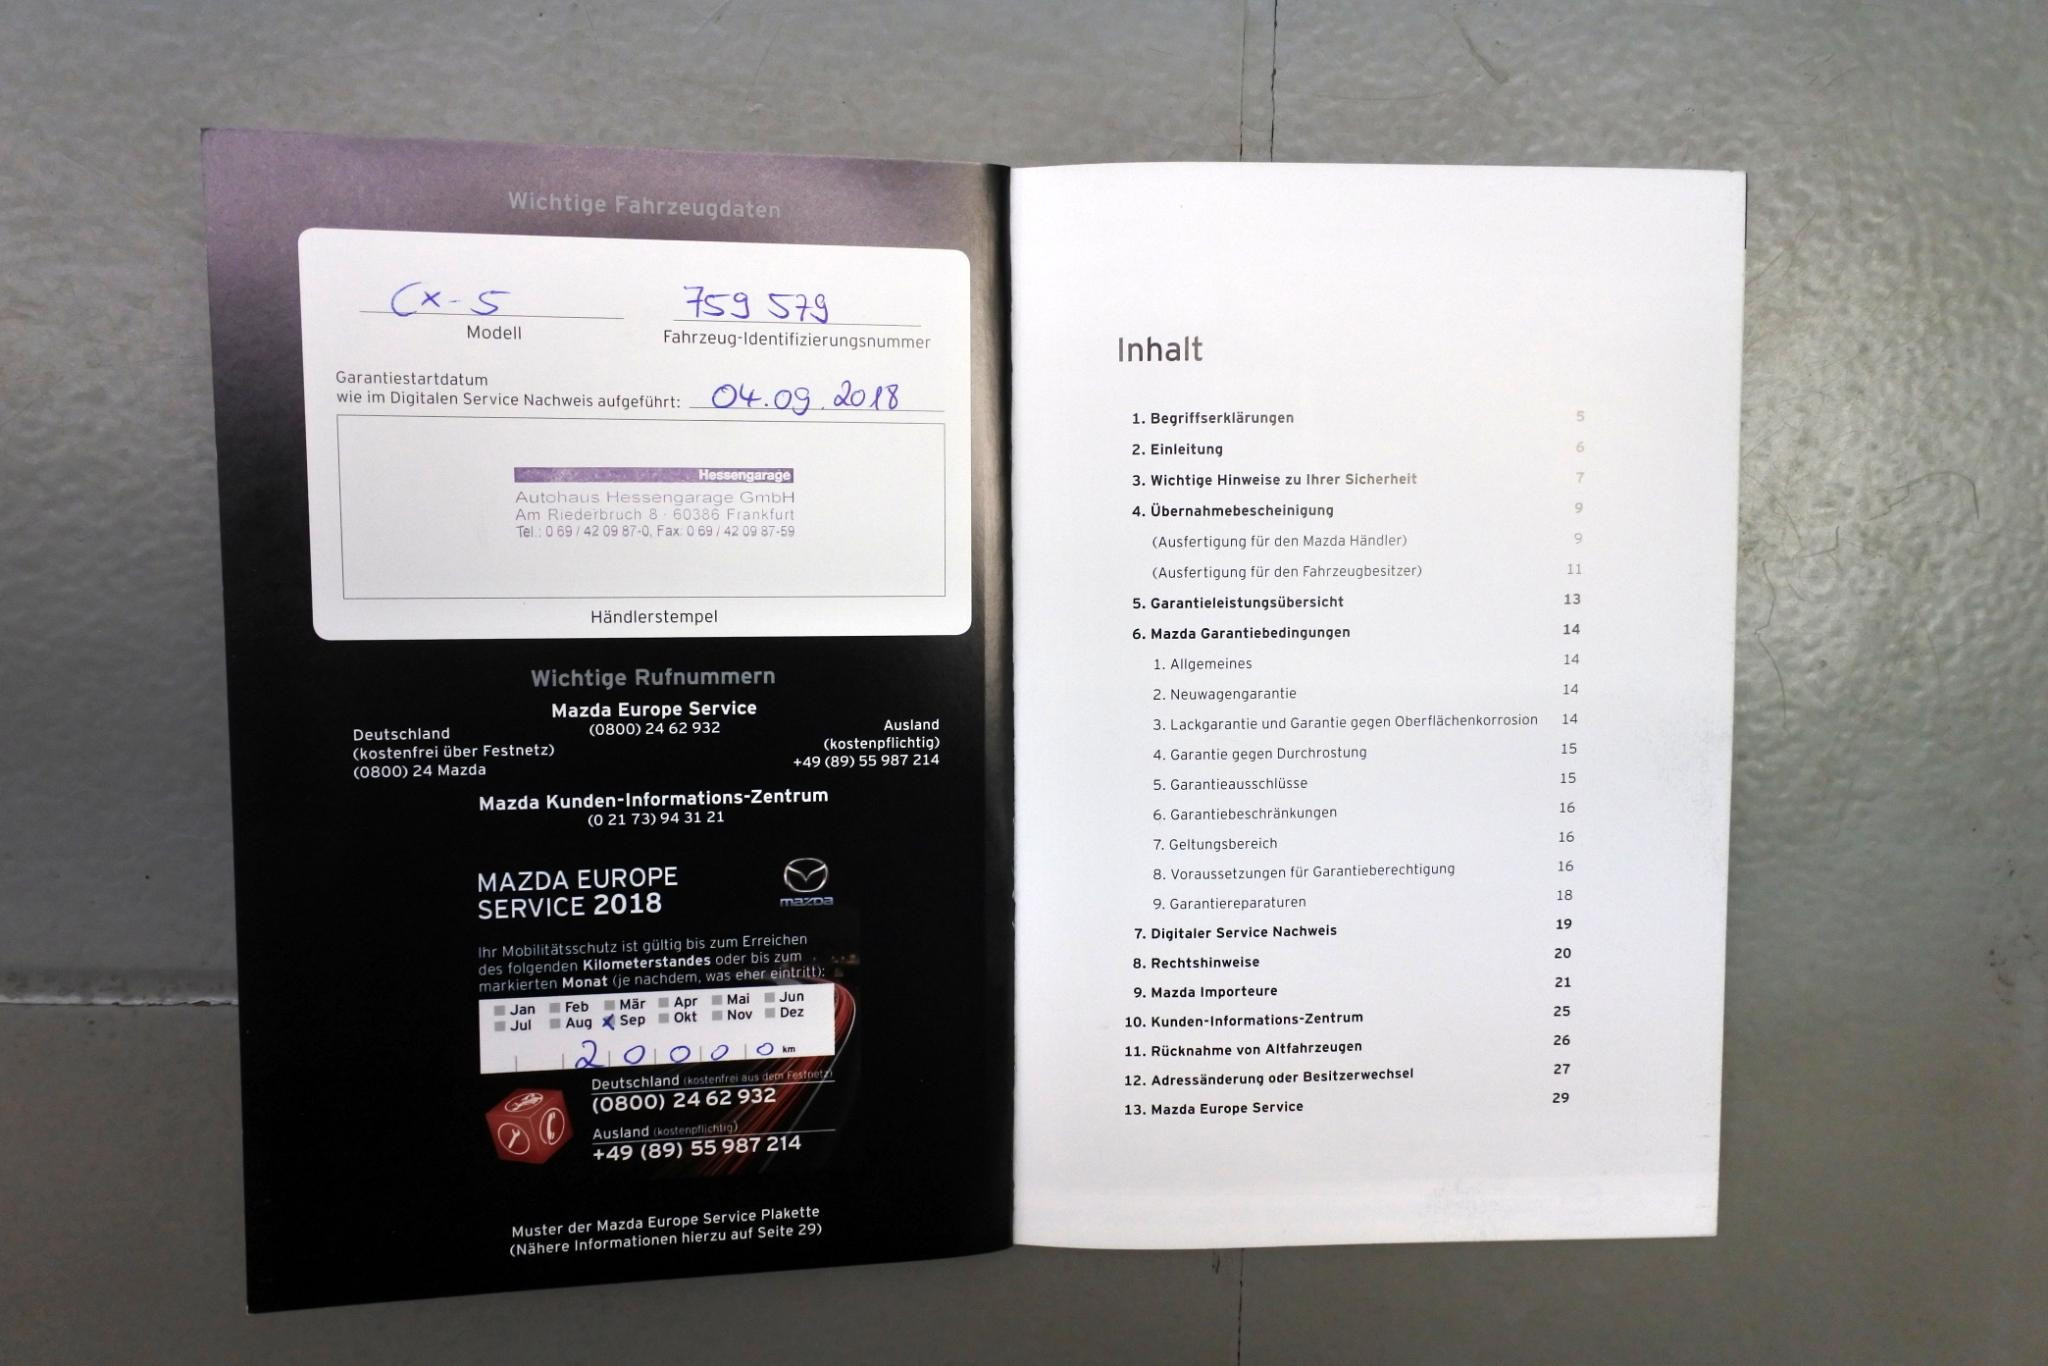 Wichtige Fahrzeugdaten
CX-5
Modell
759 579
Fahrzeug-Identifizierungsnummer
Garantiestartdatum
wie im Digitalen Service Nachweis aufgeführt: 04.09.2018
Hessengarage
Autohaus Hessengarage GmbH
Am Riederbruch 8 · 60386 Frankfurt
Tel.: 0 69 / 42 09 87-0, Fax: 0 69 / 42 09 87-59
Händlerstempel
Wichtige Rufnummern
Mazda Europe Service
(0800) 24 62 932
Deutschland
(kostenfrei über Festnetz)
(0800) 24 Mazda
Ausland
(kostenpflichtig)
+49 (89) 55 987 214
Mazda Kunden-Informations-Zentrum
(0 21 73) 94 31 21
MAZDA EUROPE
SERVICE 2018
mazda
Ihr Mobilitätsschutz ist gültig bis zum Erreichen
des folgenden Kilometerstandes oder bis zum
markierten Monat (je nachdem, was eher eintritt):
Jan Feb Mär Apr Mai Jun
Jul Aug Sep Okt Nov Dez
2 0 0 0 0 km
Deutschland (kostenfrei aus dem Festnetz)
(0800) 24 62 932
Ausland (kostenpflichtig)
+49 (89) 55 987 214
Muster der Mazda Europe Service Plakette
(Nähere Informationen hierzu auf Seite 29)
Inhalt
1. Begriffserklärungen 5
2. Einleitung 6
3. Wichtige Hinweise zu Ihrer Sicherheit 7
4. Übernahmebescheinigung 9
(Ausfertigung für den Mazda Händler) 9
(Ausfertigung für den Fahrzeugbesitzer) 11
5. Garantieleistungsübersicht 13
6. Mazda Garantiebedingungen 14
1. Allgemeines 14
2. Neuwagengarantie 14
3. Lackgarantie und Garantie gegen Oberflächenkorrosion 14
4. Garantie gegen Durchrostung 15
5. Garantieausschlüsse 15
6. Garantiebeschränkungen 16
7. Geltungsbereich 16
8. Voraussetzungen für Garantieberechtigung 16
9. Garantiereparaturen 18
7. Digitaler Service Nachweis 19
8. Rechtshinweise 20
9. Mazda Importeure 21
10. Kunden-Informations-Zentrum 25
11. Rücknahme von Altfahrzeugen 26
12. Adressänderung oder Besitzerwechsel 27
13. Mazda Europe Service 29